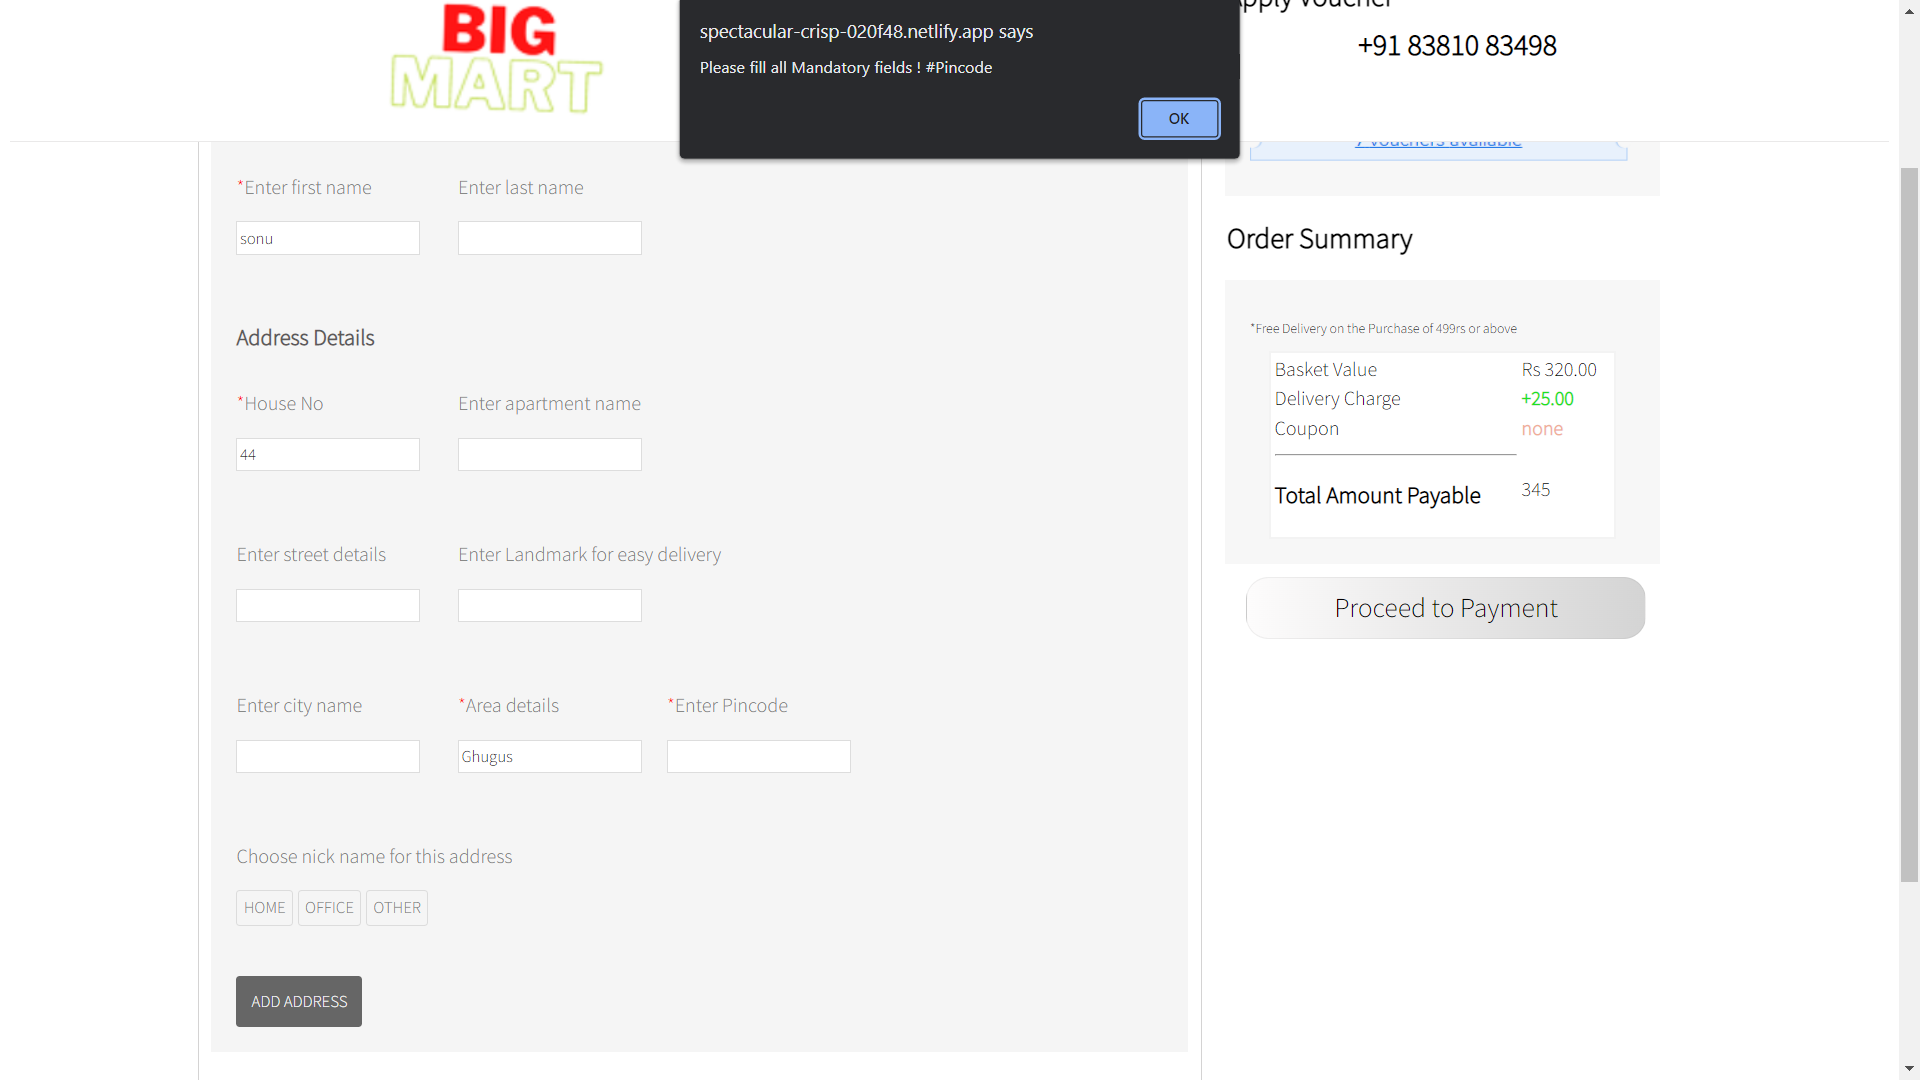 BIG
MART
spectacular-crisp-020f48.netlify.app says
Please fill all Mandatory fields ! #Pincode
OK
Apply Voucher
+91 83810 83498
7 vouchers available
*Enter first name
Enter last name
sonu
Address Details
*House No
Enter apartment name
44
Enter street details
Enter Landmark for easy delivery
Enter city name
*Area details
*Enter Pincode
Ghugus
Choose nick name for this address
HOME
OFFICE
OTHER
ADD ADDRESS
Order Summary
*Free Delivery on the Purchase of 499rs or above
Basket Value Rs 320.00
Delivery Charge +25.00
Coupon none
Total Amount Payable 345
Proceed to Payment